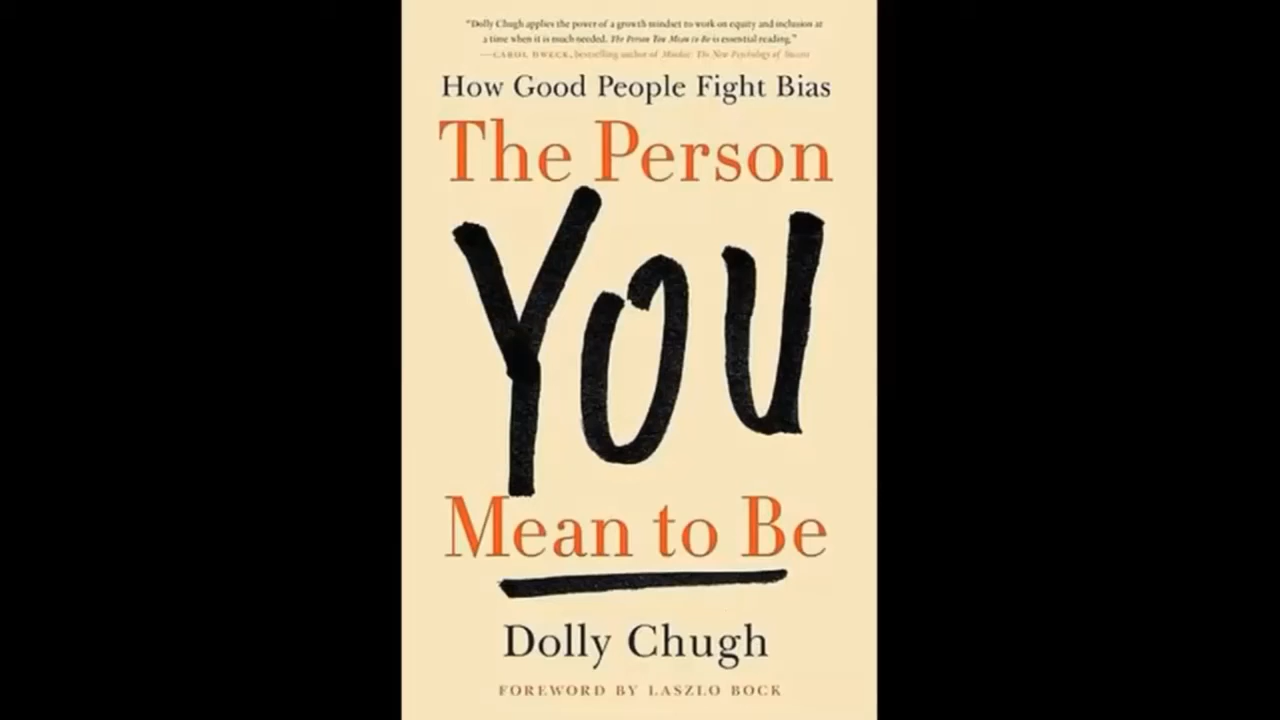 "Dolly Chugh applies the power of a growth mindset to work on equity and inclusion at
a time when it is much needed. The Person You Mean to Be is essential reading."
—CAROL DWECK, bestselling author of Mindset: The New Psychology of Success
How Good People Fight Bias
The Person
YOU
Mean to Be
Dolly Chugh
FOREWORD BY LASZLO BOCK